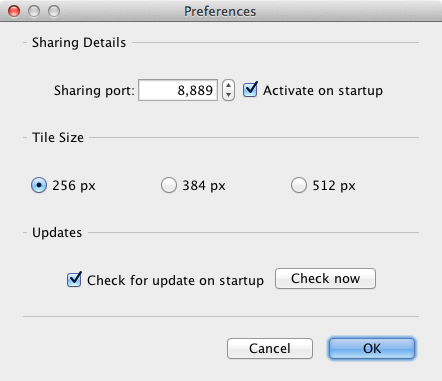 Preferences
Sharing Details
Sharing port: 8,889 Activate on startup
Tile Size
256 px 384 px 512 px
Updates
Check for update on startup Check now
Cancel OK